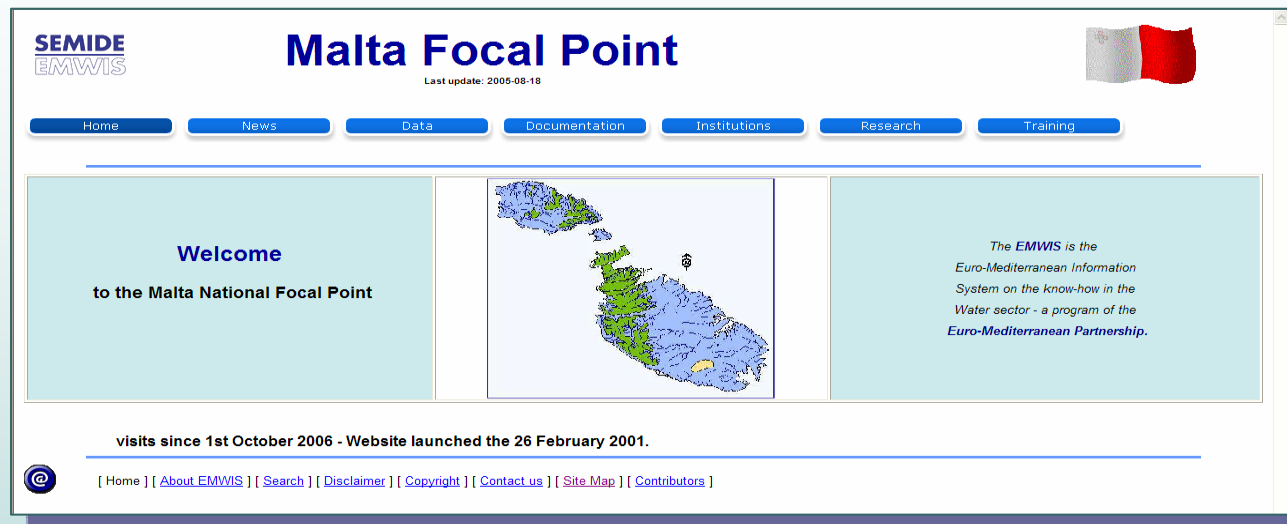 SEMIDE
EMWIS
Malta Focal Point
Last update: 2005-08-18
Home
News
Data
Documentation
Institutions
Research
Training
Welcome
to the Malta National Focal Point
The EMWIS is the
Euro-Mediterranean Information
System on the know-how in the
Water sector - a program of the
Euro-Mediterranean Partnership.
visits since 1st October 2006 - Website launched the 26 February 2001.
@
[ Home ] [ About EMWIS ] [ Search ] [ Disclaimer ] [ Copyright ] [ Contact us ] [ Site Map ] [ Contributors ]